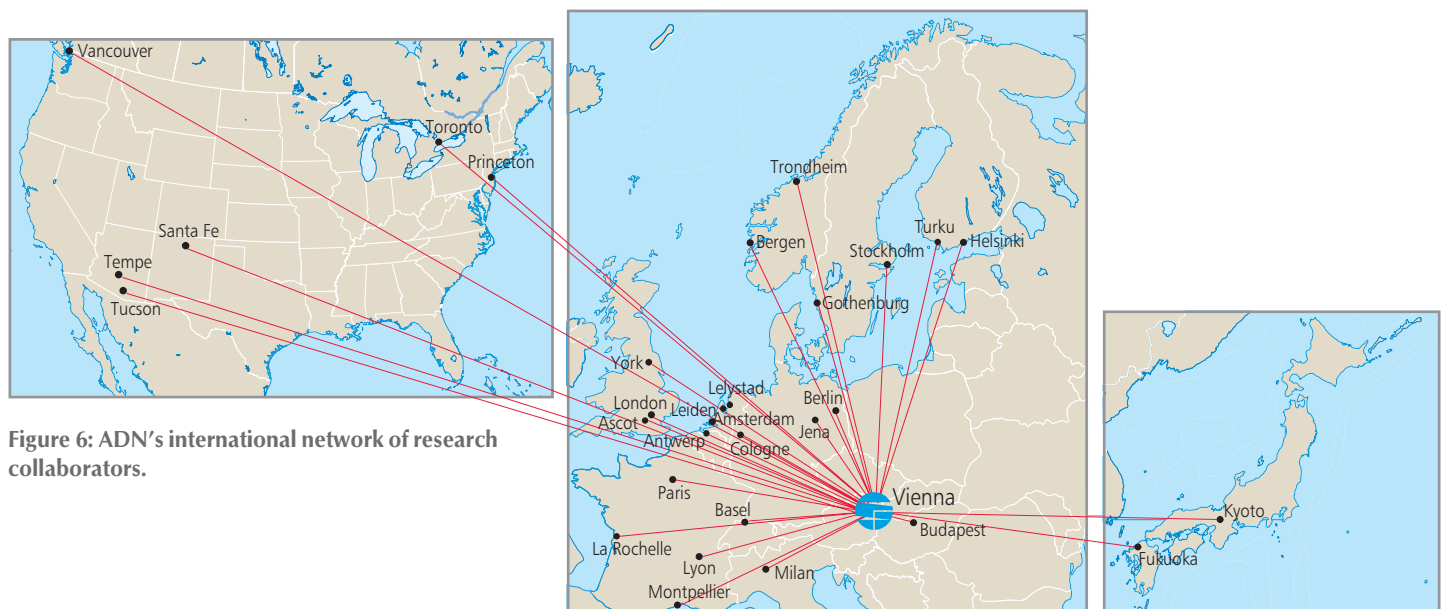 Vancouver
Toronto
Princeton
Santa Fe
Tempe
Tucson
Figure 6: ADN’s international network of research
collaborators.
Trondheim
Bergen
Turku
Helsinki
Stockholm
Gothenburg
York
Lelystad
London
Leiden
Berlin
Ascot
Amsterdam
Antwerp
Jena
Cologne
Paris
Vienna
Basel
Budapest
La Rochelle
Lyon
Milan
Montpellier
Kyoto
Fukuoka